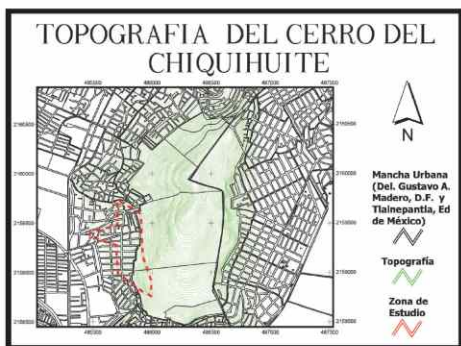 TOPOGRAFIA DEL CERRO DEL
CHIQUIHUITE
N
Mancha Urbana
(Del. Gustavo A.
Madero, D.F. y
Tlalnepantla, Ed
de México)
Topografía
Zona de
Estudio